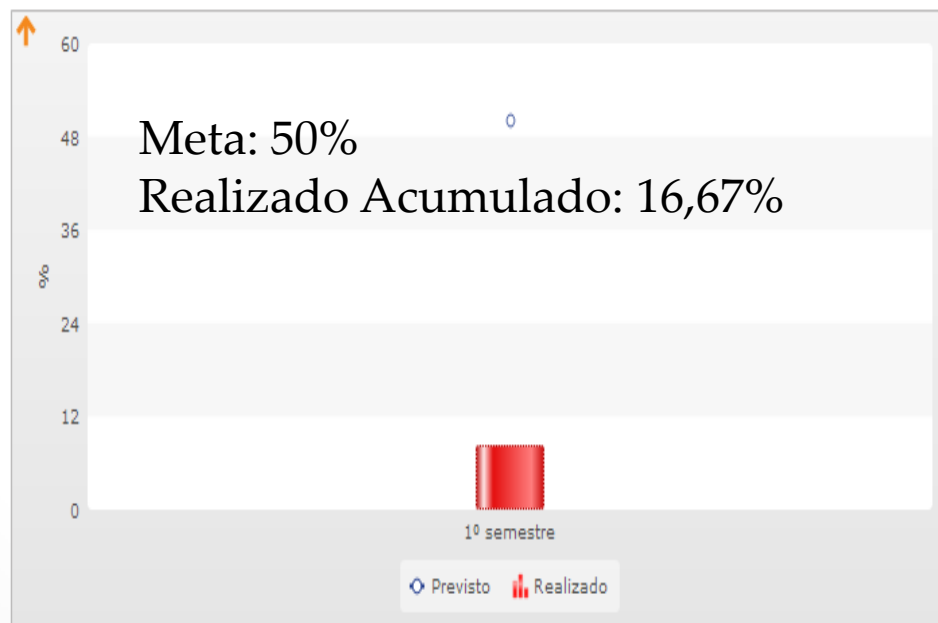 60
Meta: 50%
48
Realizado Acumulado: 16,67%
36
%
24
12
0
1º semestre
Previsto Realizado